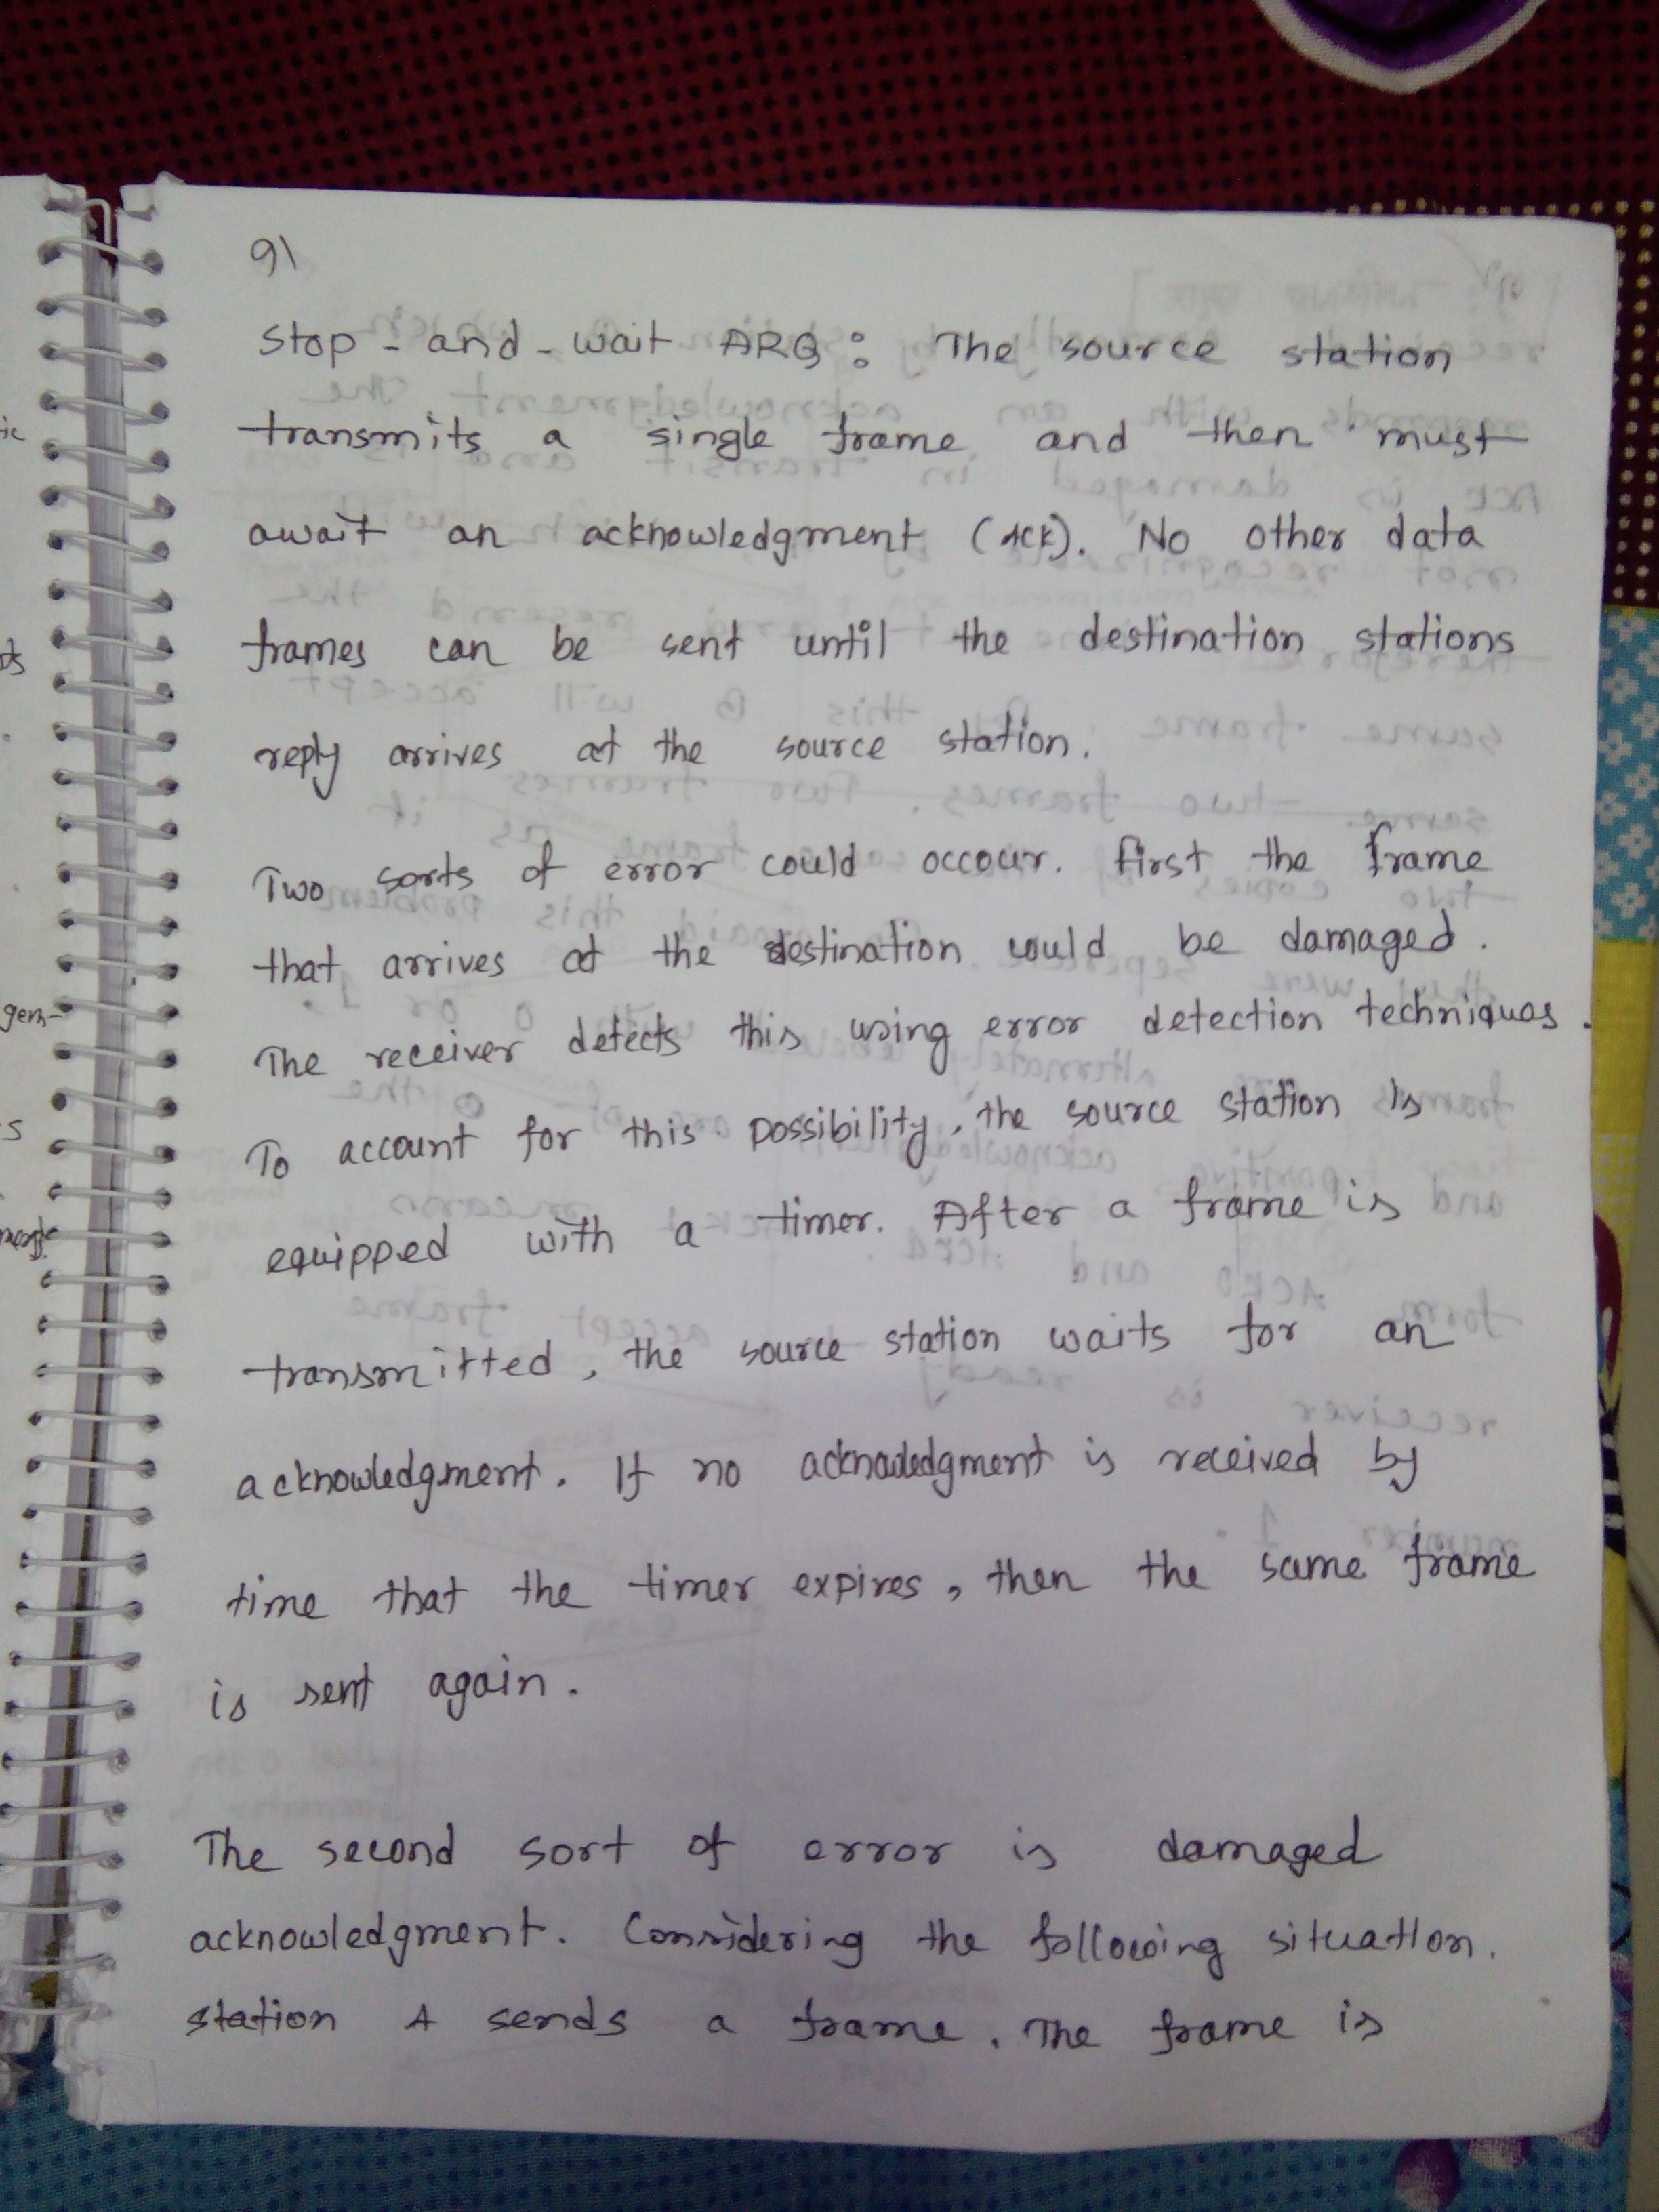 9\
Stop-and-wait ARQ: The source station
transmits a single frame and then must
await an acknowledgment (ACK). No other data
frames can be sent until the destination stations
reply arrives at the source station.
Two sorts of error could occour. first the frame
that arrives at the destination could be damaged.
The receiver detects this using error detection techniques.
To account for this possibility, the source station is
equipped with a timer. After a frame is
transmitted, the source station waits for an
acknowledgment. If no acknowledgment is received by
time that the timer expires, then the same frame
is sent again.
The second sort of error is damaged
acknowledgment. Considering the following situation.
station A sends a frame. The frame is